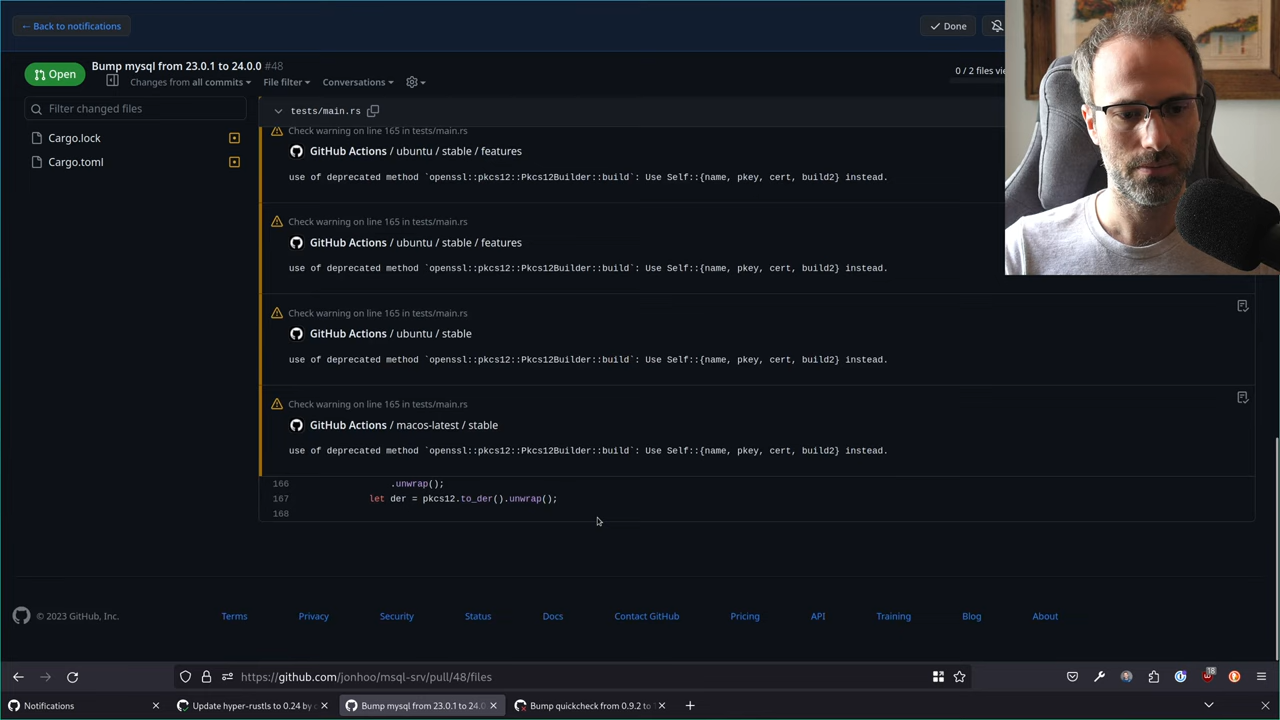 ← Back to notifications
Done
Open
Bump mysql from 23.0.1 to 24.0.0 #48
Changes from all commits
File filter
Conversations
0 / 2 files vie
Filter changed files
Cargo.lock
Cargo.toml
tests/main.rs
Check warning on line 165 in tests/main.rs
GitHub Actions / ubuntu / stable / features
use of deprecated method `openssl::pkcs12::Pkcs12Builder::build`: Use Self::{name, pkey, cert, build2} instead.
Check warning on line 165 in tests/main.rs
GitHub Actions / ubuntu / stable / features
use of deprecated method `openssl::pkcs12::Pkcs12Builder::build`: Use Self::{name, pkey, cert, build2} instead.
Check warning on line 165 in tests/main.rs
GitHub Actions / ubuntu / stable
use of deprecated method `openssl::pkcs12::Pkcs12Builder::build`: Use Self::{name, pkey, cert, build2} instead.
Check warning on line 165 in tests/main.rs
GitHub Actions / macos-latest / stable
use of deprecated method `openssl::pkcs12::Pkcs12Builder::build`: Use Self::{name, pkey, cert, build2} instead.
166 .unwrap();
167 let der = pkcs12.to_der().unwrap();
168
© 2023 GitHub, Inc. Terms Privacy Security Status Docs Contact GitHub Pricing API Training Blog About
https://github.com/jonhoo/msql-srv/pull/48/files
18
Notifications
Update hyper-rustls to 0.24 by c
Bump mysql from 23.0.1 to 24.0
Bump quickcheck from 0.9.2 to 1